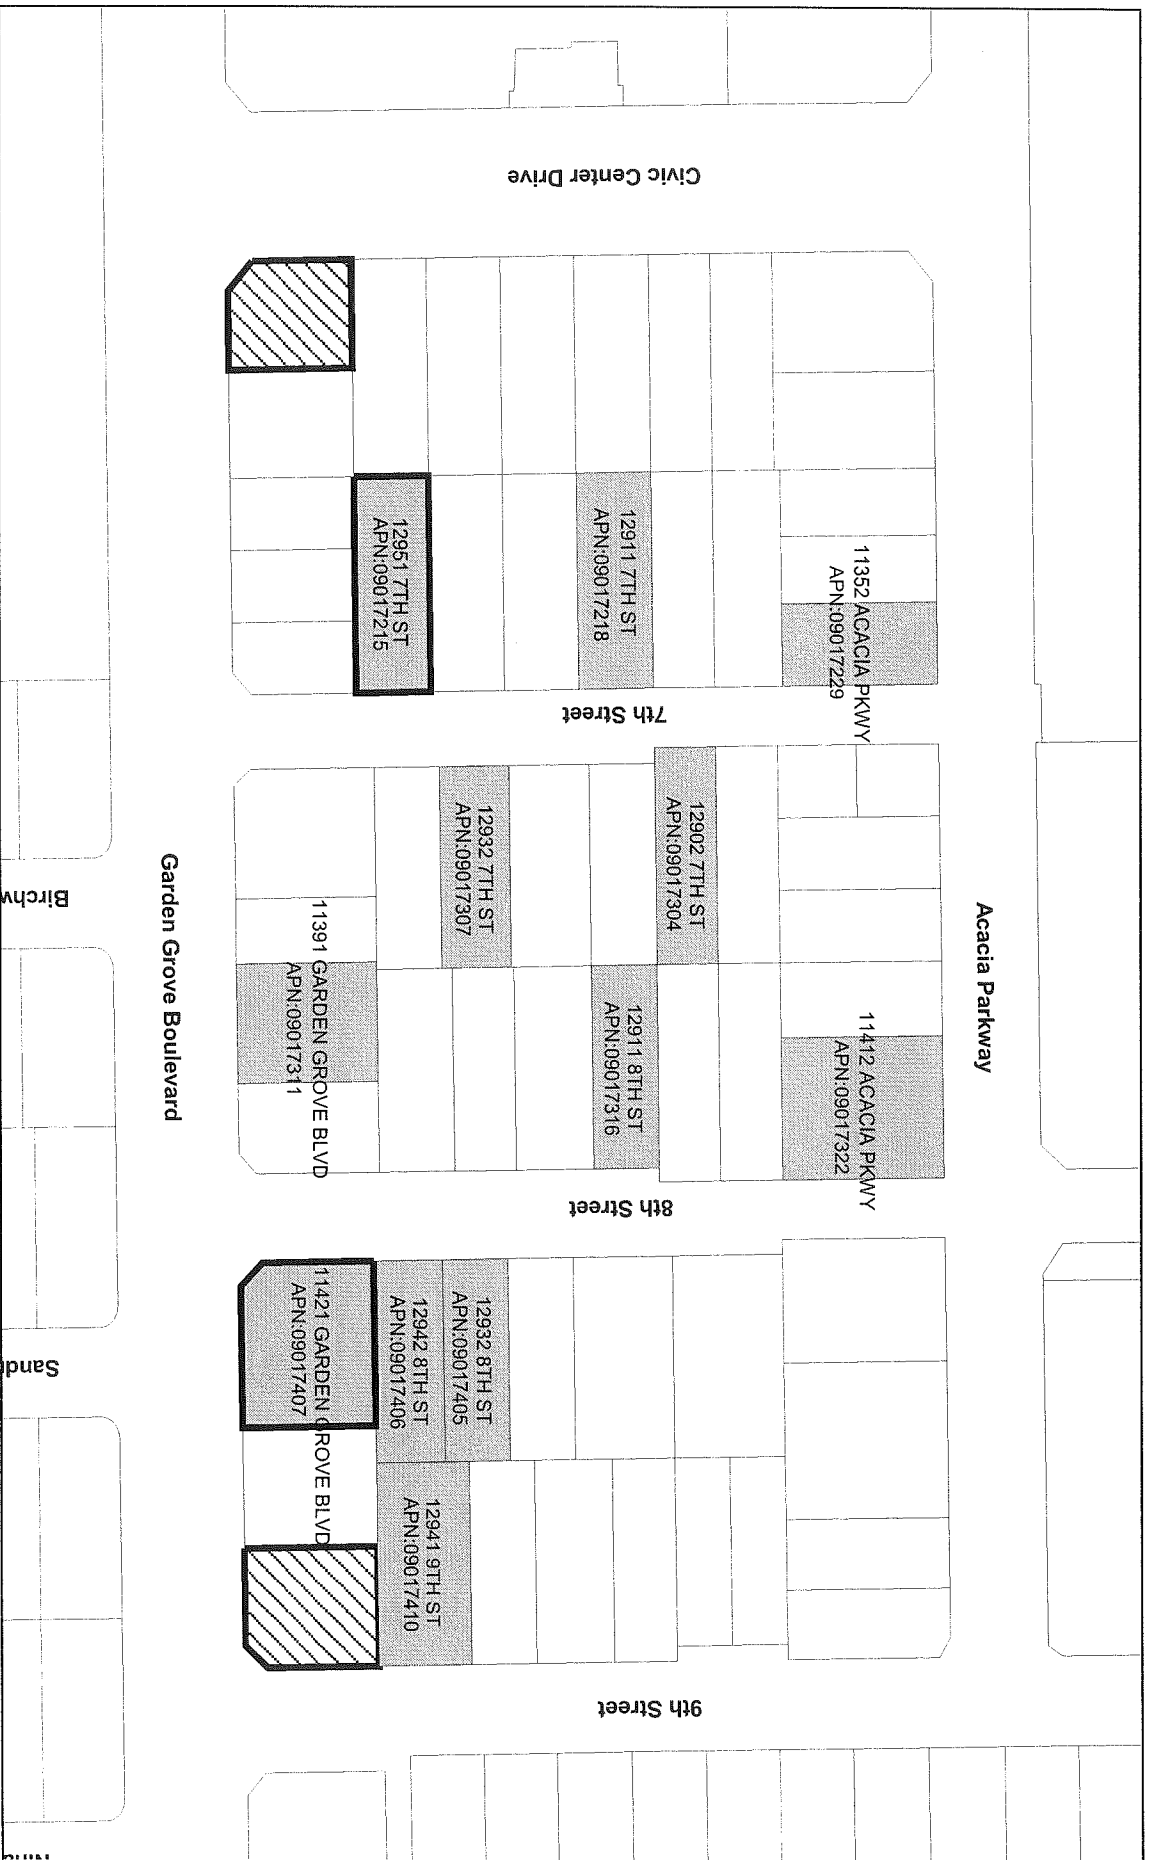 Civic Center Drive
11352 ACACIA PKWY
APN:09017229
12911 7TH ST
APN:09017218
12951 7TH ST
APN:09017215
7th Street
Acacia Parkway
12902 7TH ST
APN:09017304
12932 7TH ST
APN:09017307
11412 ACACIA PKWY
APN:09017322
12911 8TH ST
APN:09017316
11391 GARDEN GROVE BLVD
APN:09017311
Garden Grove Boulevard
Birchw
8th Street
12932 8TH ST
APN:09017405
12942 8TH ST
APN:09017406
11421 GARDEN GROVE BLVD
APN:09017407
Sand
12941 9TH ST
APN:09017410
9th Street